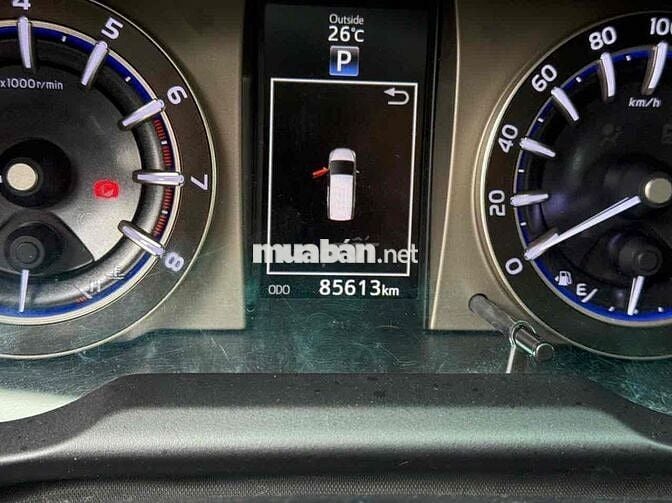 Outside
26°C
P
4
5
6
7
8
x1000r/min
H
muaban.net
ODO 85613km
0
20
40
60
80
100
km/h
E